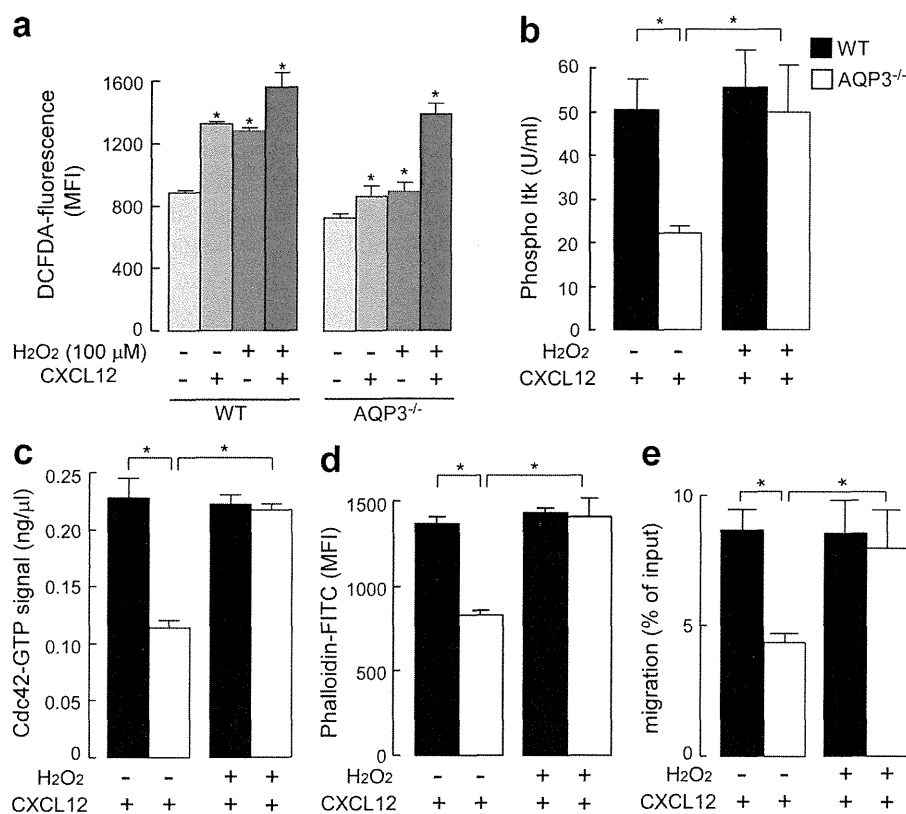 a
DCFDA-fluorescence
(MFI)
1600
1200
800
400
0
* * * * * *
H2O2 (100 μM) - - + + - - + +
CXCL12 - + - + - + - +
WT AQP3-/-
b
WT
AQP3-/-
Phospho Itk (U/ml)
60
50
40
30
20
10
0
* *
H2O2 - - + +
CXCL12 + + + +
c
Cdc42-GTP signal (ng/μl)
0.25
0.20
0.15
0.10
0.05
0
* *
H2O2 - - + +
CXCL12 + + + +
d
Phalloidin-FITC (MFI)
1500
1000
500
0
* *
H2O2 - - + +
CXCL12 + + + +
e
migration (% of input)
10
5
0
* *
H2O2 - - + +
CXCL12 + + + +